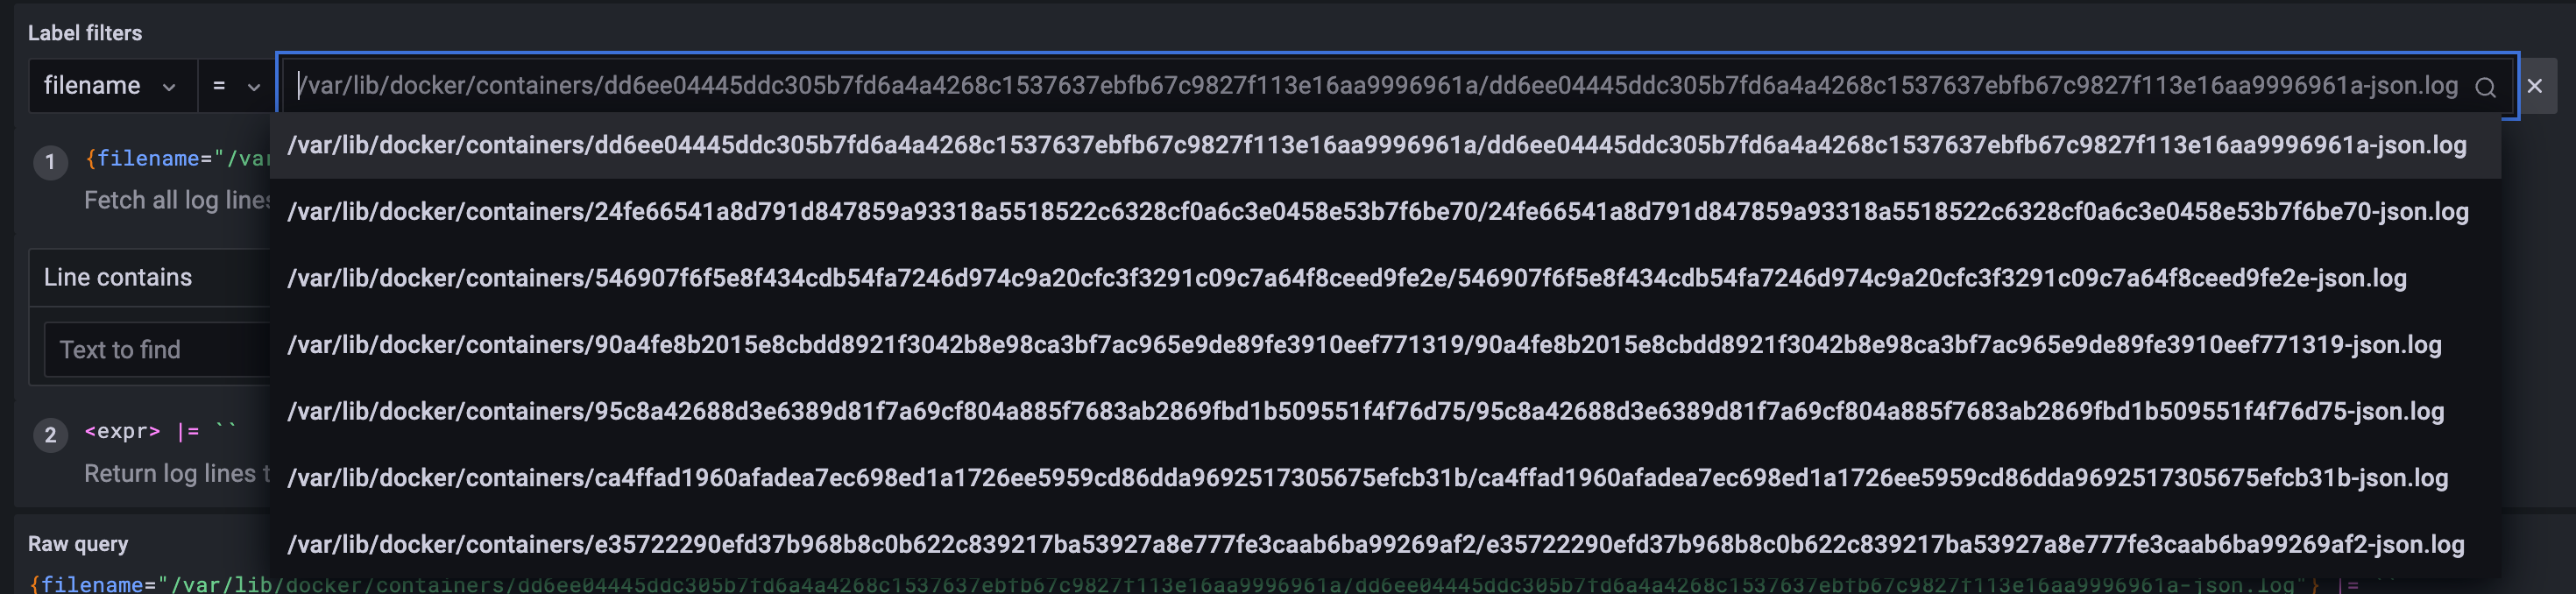 Label filters
filename = /var/lib/docker/containers/dd6ee04445ddc305b7fd6a4a4268c1537637ebfb67c9827f113e16aa9996961a/dd6ee04445ddc305b7fd6a4a4268c1537637ebfb67c9827f113e16aa9996961a-json.log
/var/lib/docker/containers/dd6ee04445ddc305b7fd6a4a4268c1537637ebfb67c9827f113e16aa9996961a/dd6ee04445ddc305b7fd6a4a4268c1537637ebfb67c9827f113e16aa9996961a-json.log
1 {filename="/var
Fetch all log lines
/var/lib/docker/containers/24fe66541a8d791d847859a93318a5518522c6328cf0a6c3e0458e53b7f6be70/24fe66541a8d791d847859a93318a5518522c6328cf0a6c3e0458e53b7f6be70-json.log
Line contains
/var/lib/docker/containers/546907f6f5e8f434cdb54fa7246d974c9a20cfc3f3291c09c7a64f8ceed9fe2e/546907f6f5e8f434cdb54fa7246d974c9a20cfc3f3291c09c7a64f8ceed9fe2e-json.log
Text to find
/var/lib/docker/containers/90a4fe8b2015e8cbdd8921f3042b8e98ca3bf7ac965e9de89fe3910eef771319/90a4fe8b2015e8cbdd8921f3042b8e98ca3bf7ac965e9de89fe3910eef771319-json.log
/var/lib/docker/containers/95c8a42688d3e6389d81f7a69cf804a885f7683ab2869fbd1b509551f4f76d75/95c8a42688d3e6389d81f7a69cf804a885f7683ab2869fbd1b509551f4f76d75-json.log
2 <expr> |= ``
Return log lines t
/var/lib/docker/containers/ca4ffad1960afadea7ec698ed1a1726ee5959cd86dda9692517305675efcb31b/ca4ffad1960afadea7ec698ed1a1726ee5959cd86dda9692517305675efcb31b-json.log
Raw query
/var/lib/docker/containers/e35722290efd37b968b8c0b622c839217ba53927a8e777fe3caab6ba99269af2/e35722290efd37b968b8c0b622c839217ba53927a8e777fe3caab6ba99269af2-json.log
{filename="/var/lib/docker/containers/dd6ee04445ddc305b7fd6a4a4268c1537637ebfb67c9827f113e16aa9996961a/dd6ee04445ddc305b7fd6a4a4268c1537637ebfb67c9827f113e16aa9996961a-json.log"} |= ``